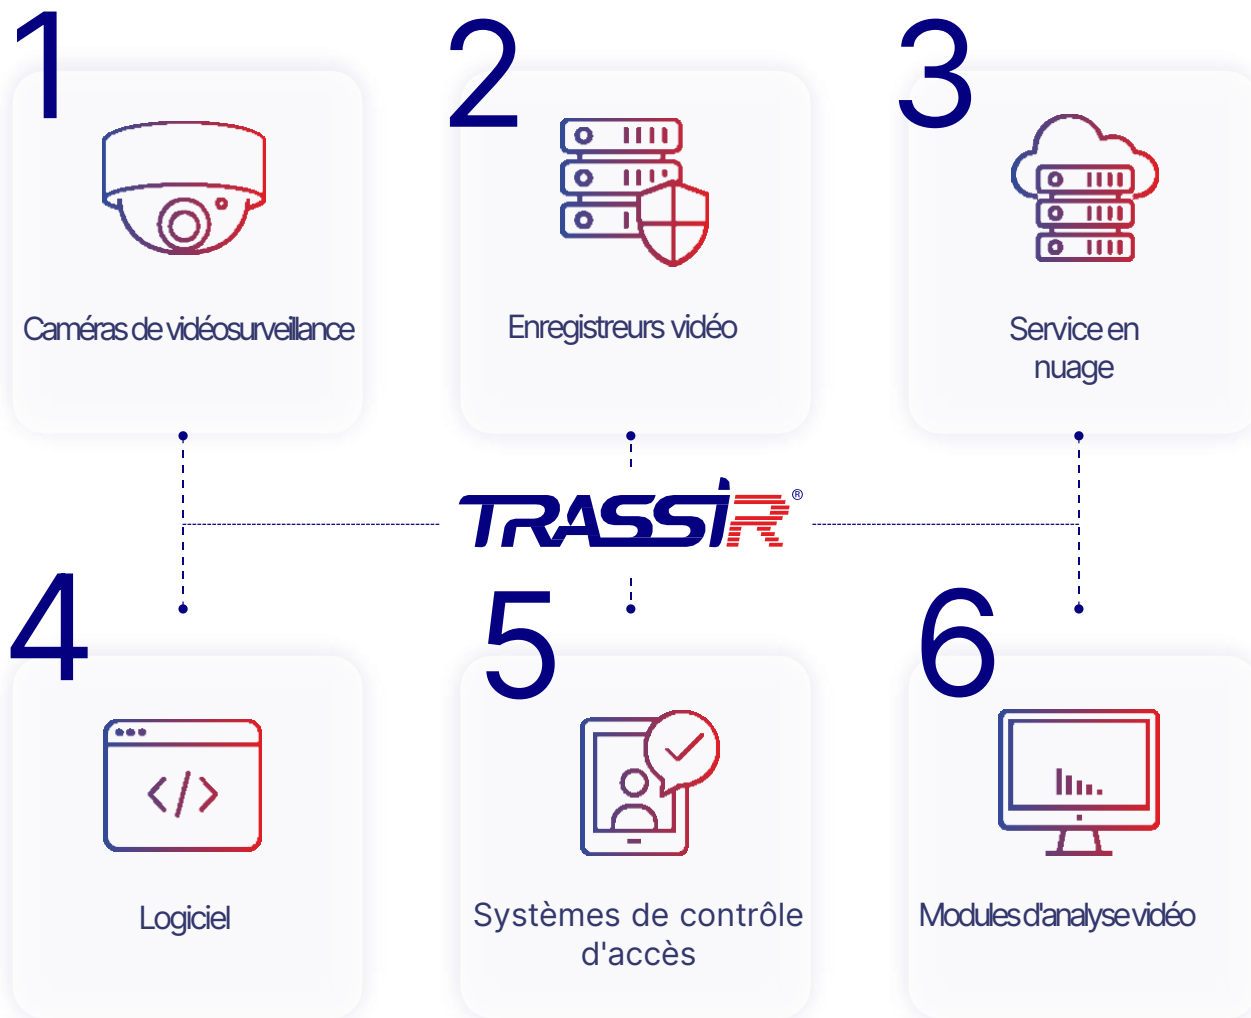 1
2
3
Caméras de vidéosurveillance
Enregistreurs vidéo
Service en
nuage
TRASSIR®
4
5
6
Logiciel
Systèmes de contrôle
d'accès
Modules d'analyse vidéo